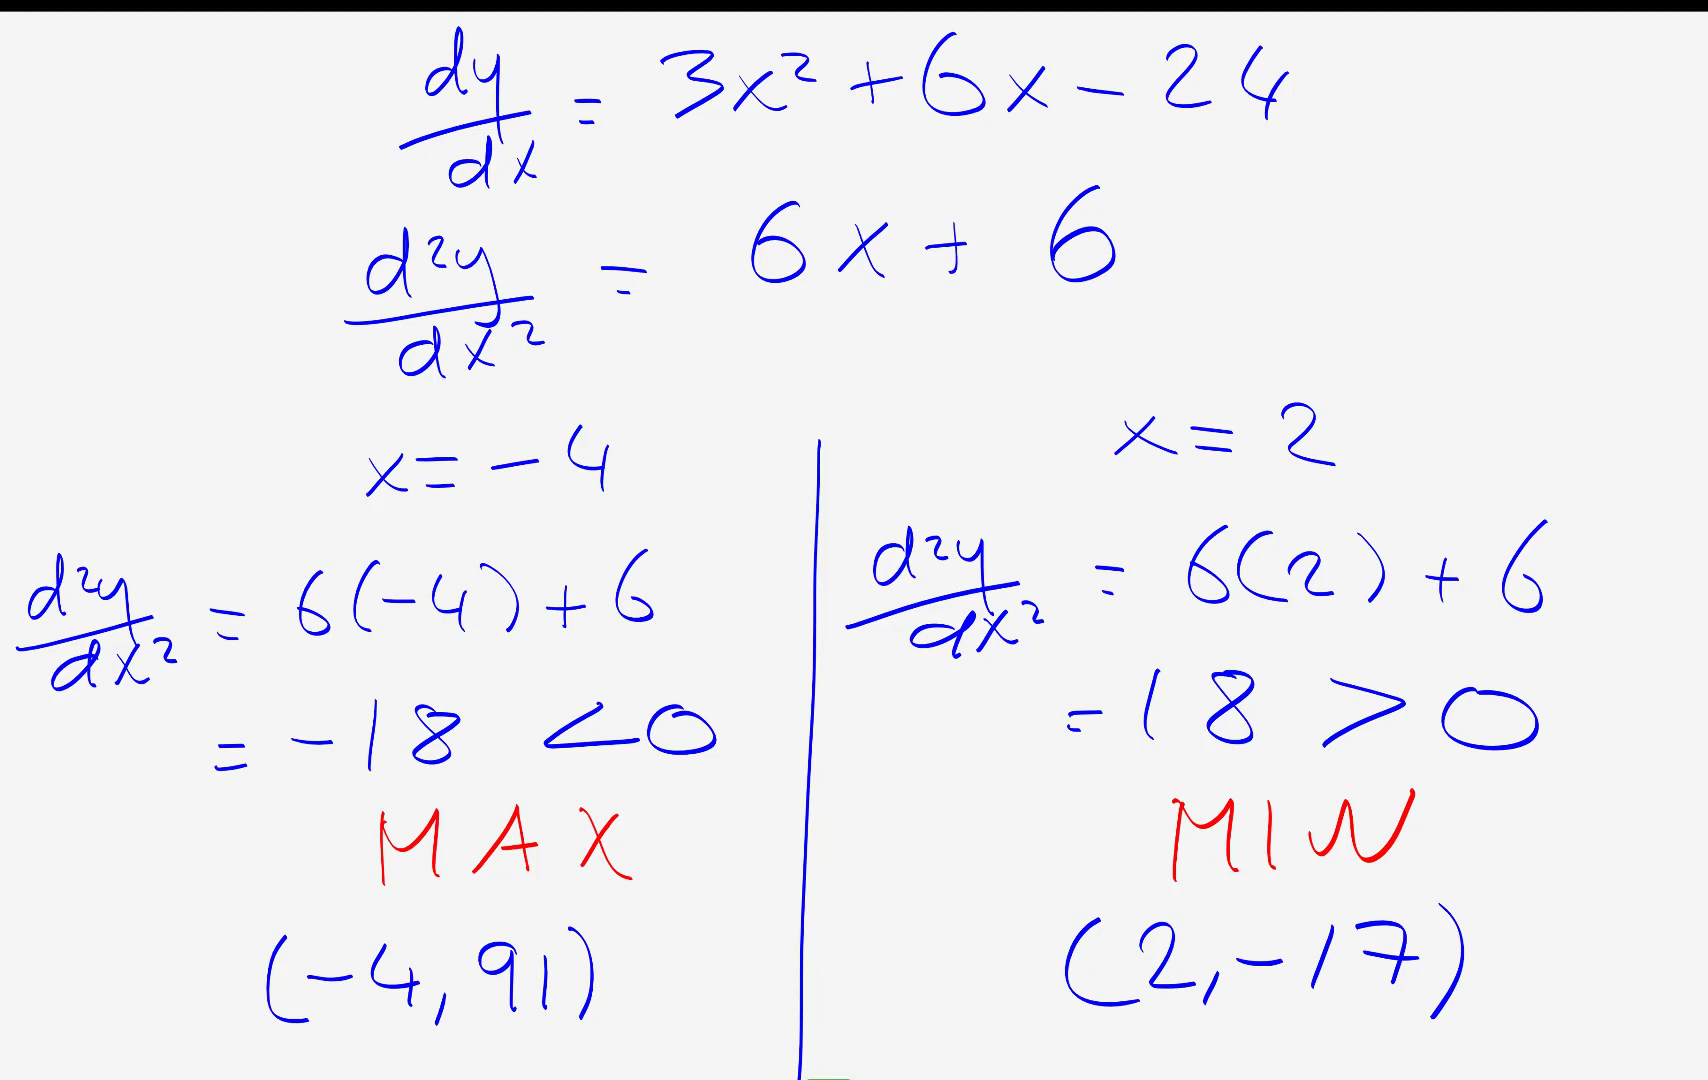 dy/dx = 3x² + 6x - 24
d²y/dx² = 6x + 6
x = -4
d²y/dx² = 6(-4) + 6
= -18 < 0
MAX
(-4, 91)
x = 2
d²y/dx² = 6(2) + 6
= 18 > 0
MIN
(2, -17)